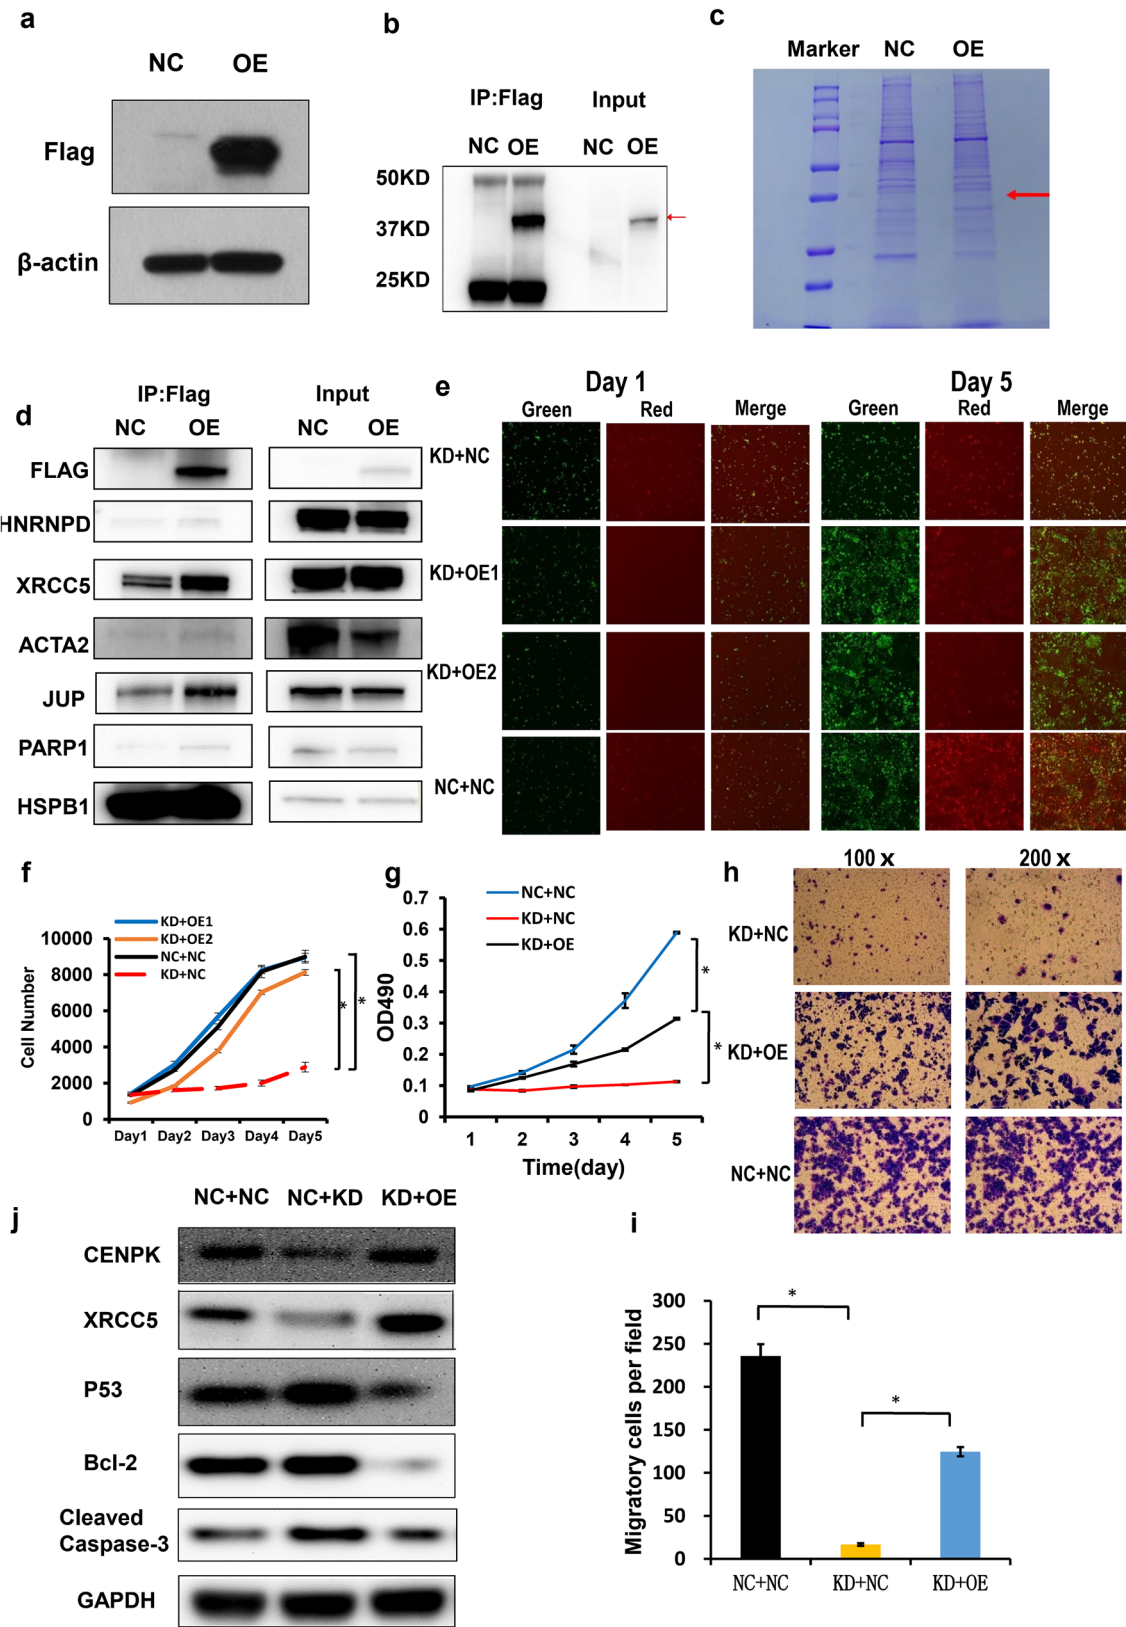 a
NC OE
Flag
β-actin
b
IP:Flag Input
NC OE NC OE
50KD
37KD
25KD
c
Marker NC OE
d
IP:Flag Input
NC OE NC OE
FLAG
HNRNPD
XRCC5
ACTA2
JUP
PARP1
HSPB1
e
Day 1 Day 5
Green Red Merge Green Red Merge
KD+NC
KD+OE1
KD+OE2
NC+NC
f
KD+OE1
KD+OE2
NC+NC
KD+NC
Cell Number
10000
8000
6000
4000
2000
0
Day1 Day2 Day3 Day4 Day5
* *
g
NC+NC
KD+NC
KD+OE
OD490
0.7
0.6
0.5
0.4
0.3
0.2
0.1
0
1 2 3 4 5
Time(day)
*
*
h
100 x 200 x
KD+NC
KD+OE
NC+NC
j
NC+NC NC+KD KD+OE
CENPK
XRCC5
P53
Bcl-2
Cleaved
Caspase-3
GAPDH
i
Migratory cells per field
300
250
200
150
100
50
0
*
*
NC+NC KD+NC KD+OE